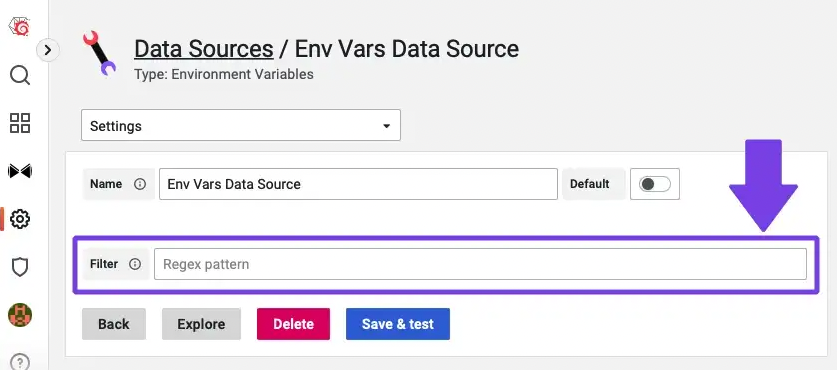 Data Sources / Env Vars Data Source
Type: Environment Variables
Settings
Name Env Vars Data Source Default
Filter Regex pattern
Back Explore Delete Save & test